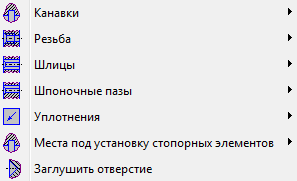 Канавки
Резьба
Шлицы
Шпоночные пазы
Уплотнения
Места под установку стопорных элементов
Заглушить отверстие